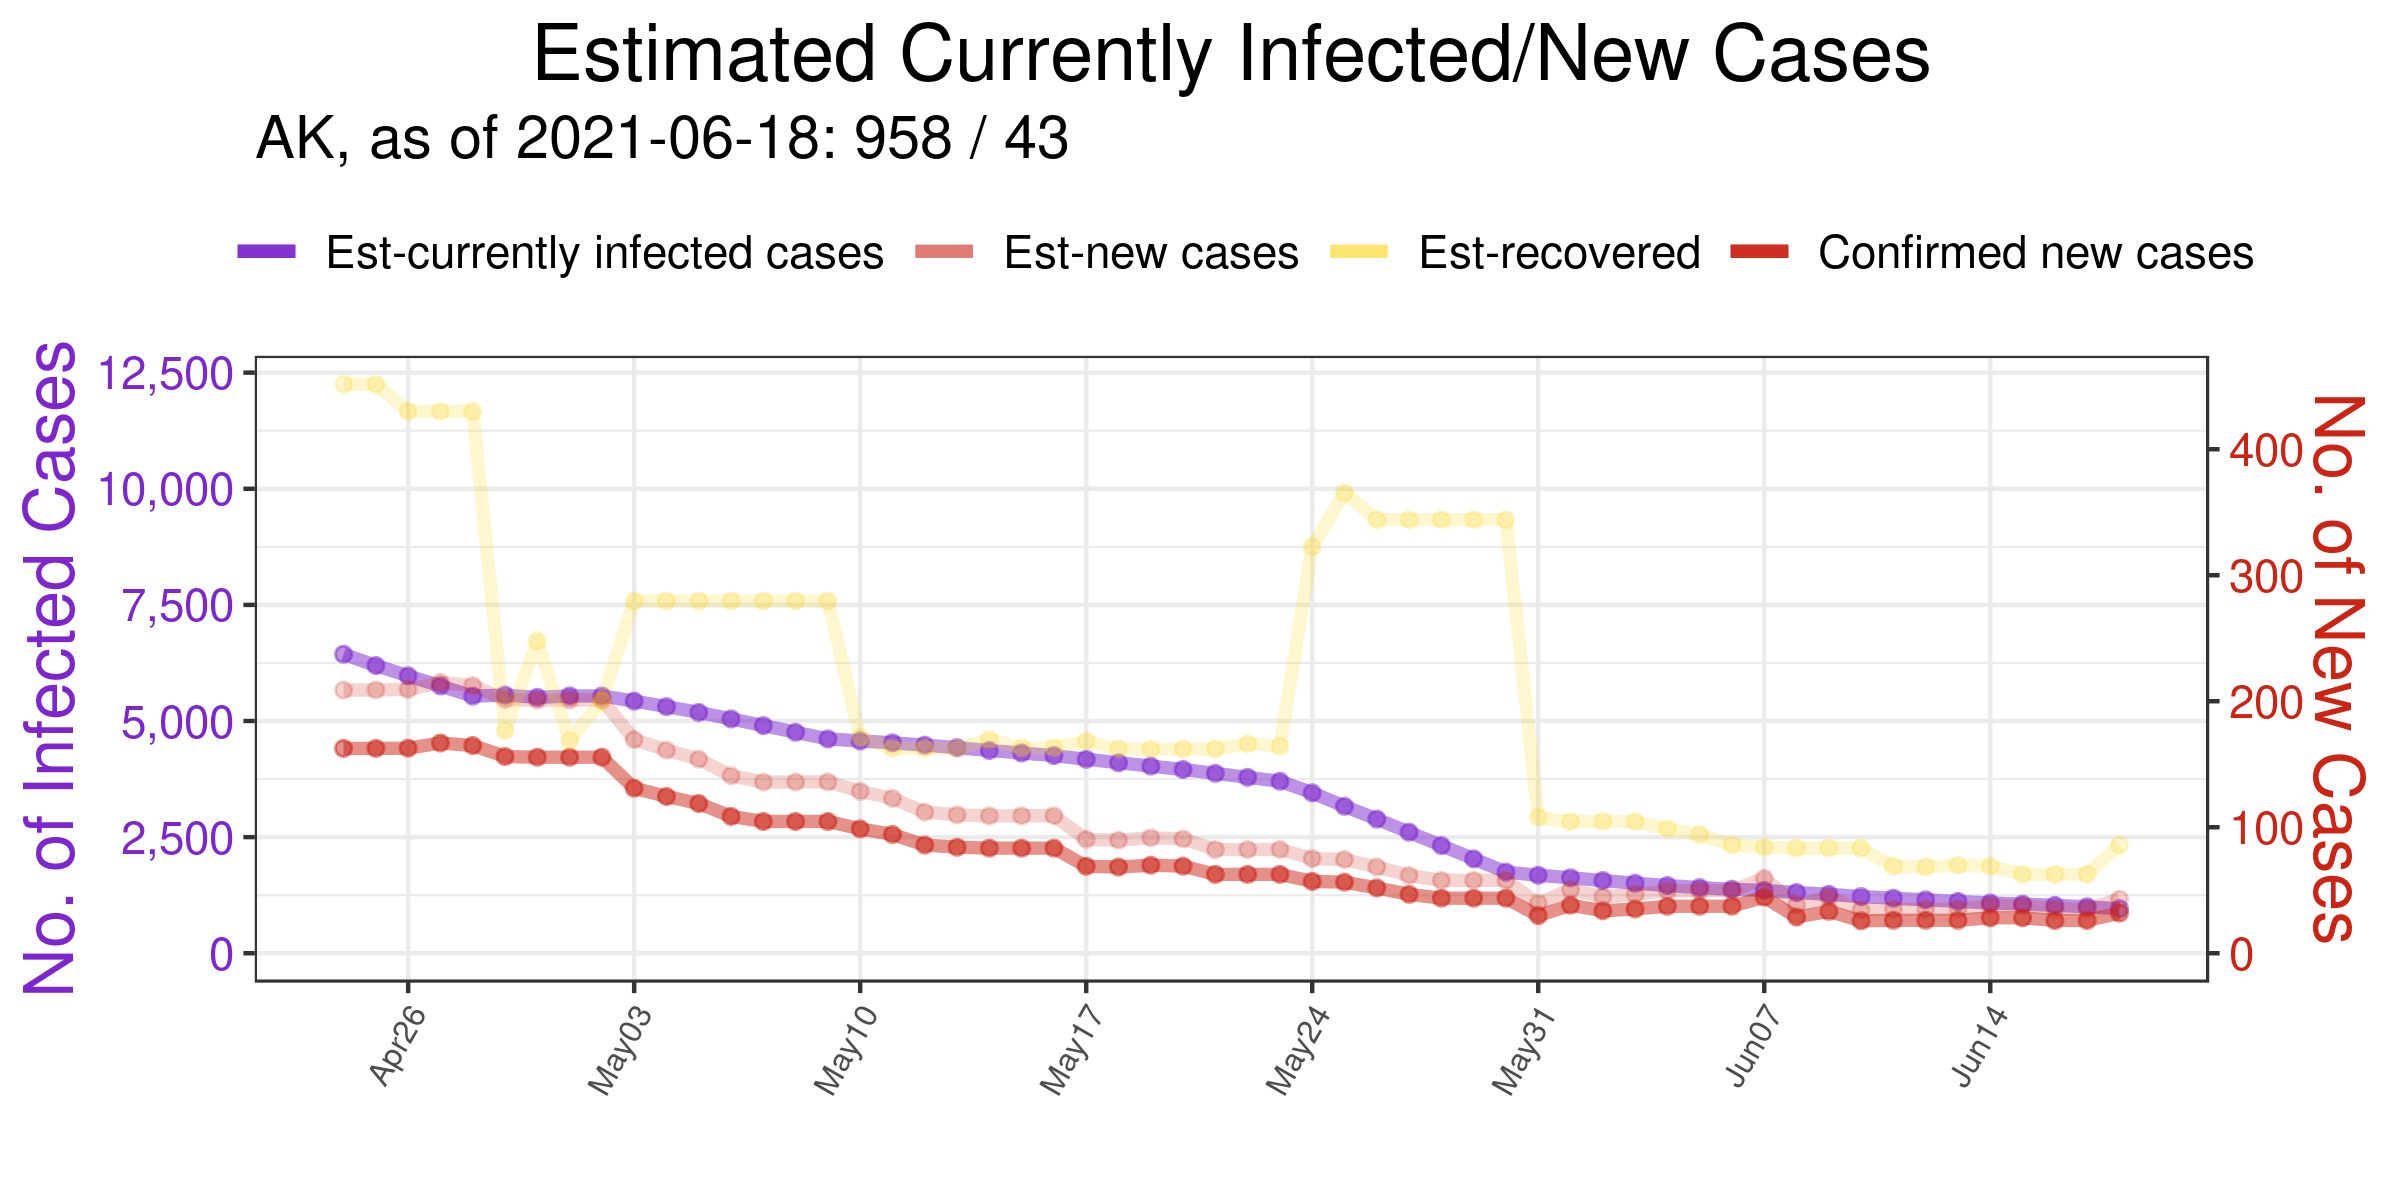 Estimated Currently Infected/New Cases
AK, as of 2021-06-18: 958 / 43
Est-currently infected cases Est-new cases Est-recovered Confirmed new cases
No. of Infected Cases
12,500
10,000
7,500
5,000
2,500
0
400
300
200
100
0
No. of New Cases
Apr26 May03 May10 May17 May24 May31 Jun07 Jun14